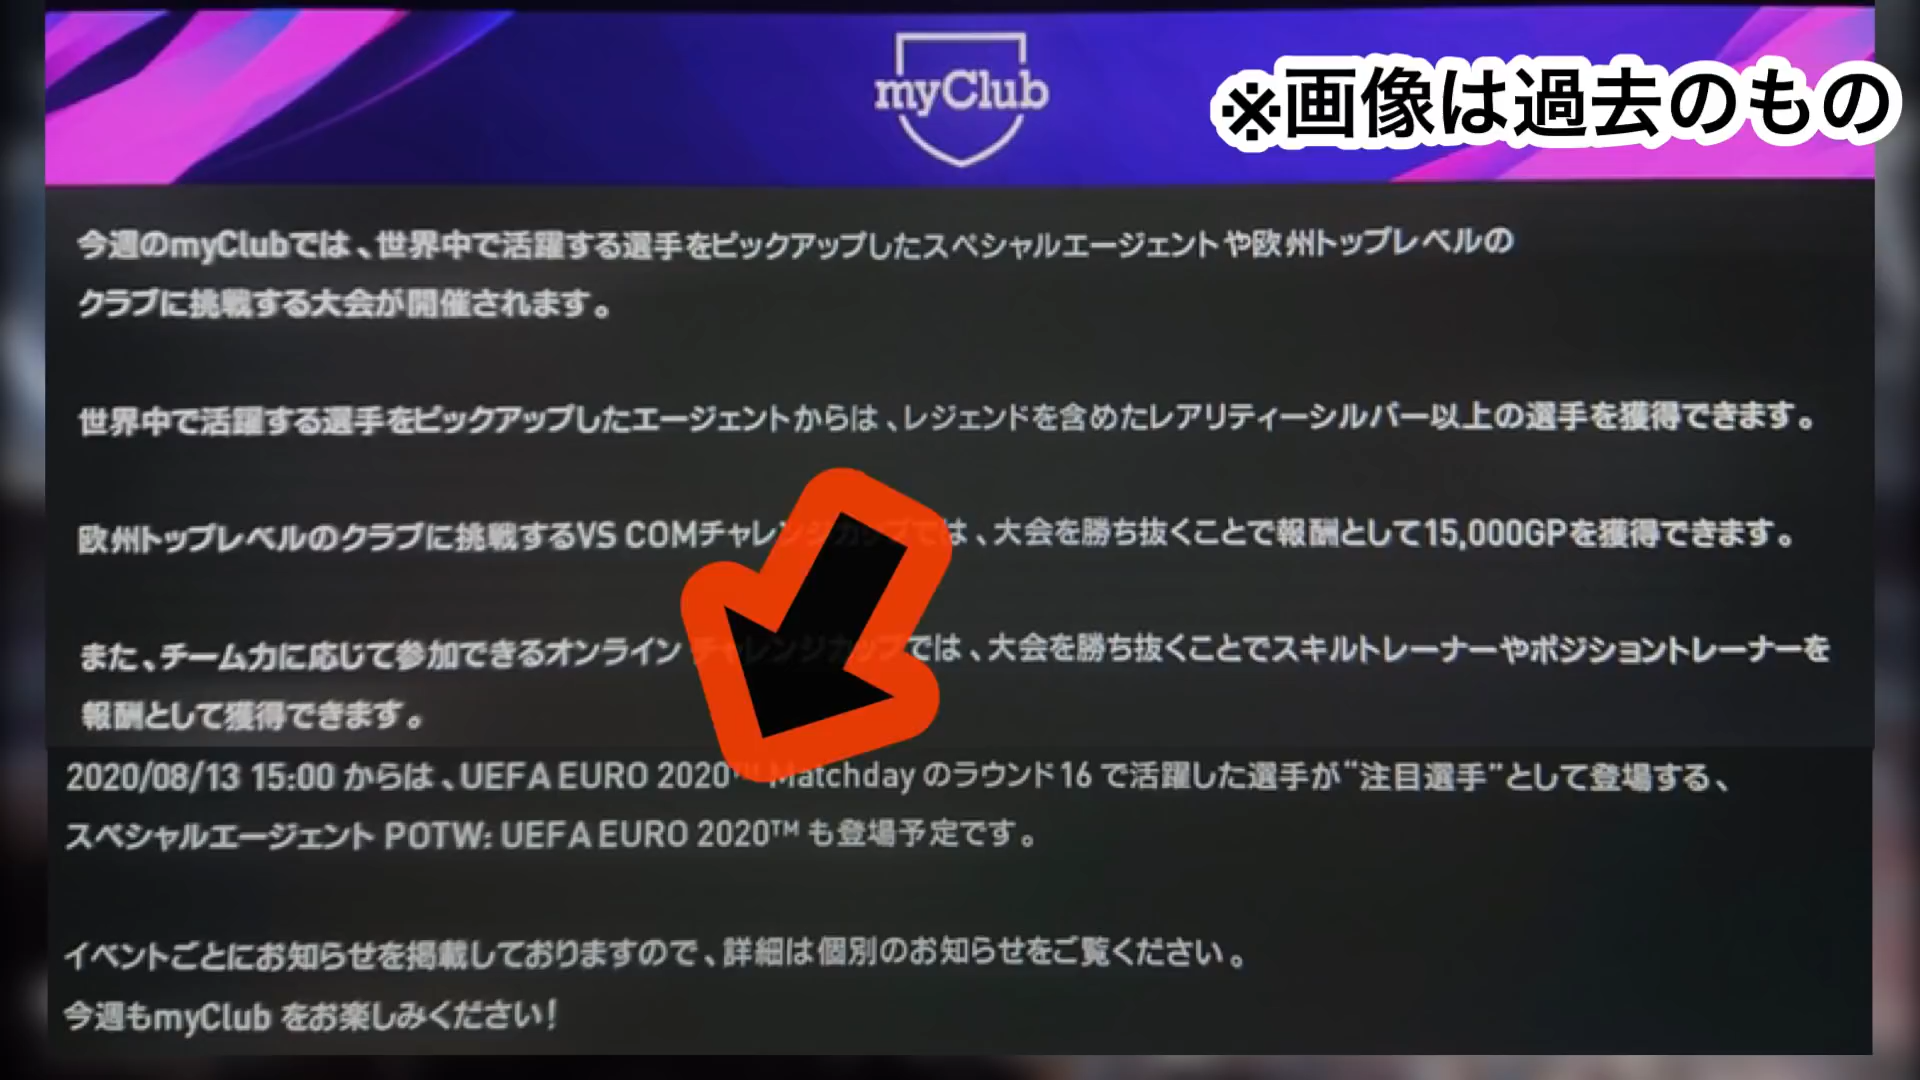 myClub
※画像は過去のもの
今週のmyClubでは、世界中で活躍する選手をピックアップしたスペシャルエージェントや欧州トップレベルの
クラブに挑戦する大会が開催されます。
世界中で活躍する選手をピックアップしたエージェントからは、レジェンドを含めたレアリティーシルバー以上の選手を獲得できます。
欧州トップレベルのクラブに挑戦するVS COMチャレンジカップでは、大会を勝ち抜くことで報酬として15,000GPを獲得できます。
また、チーム力に応じて参加できるオンラインチャレンジカップでは、大会を勝ち抜くことでスキルトレーナーやポジショントレーナーを
報酬として獲得できます。
2020/08/13 15:00 からは、UEFA EURO 2020™ Matchday のラウンド16 で活躍した選手が“注目選手”として登場する、
スペシャルエージェント POTW: UEFA EURO 2020™ も登場予定です。
イベントごとにお知らせを掲載しておりますので、詳細は個別のお知らせをご覧ください。
今週もmyClub をお楽しみください！